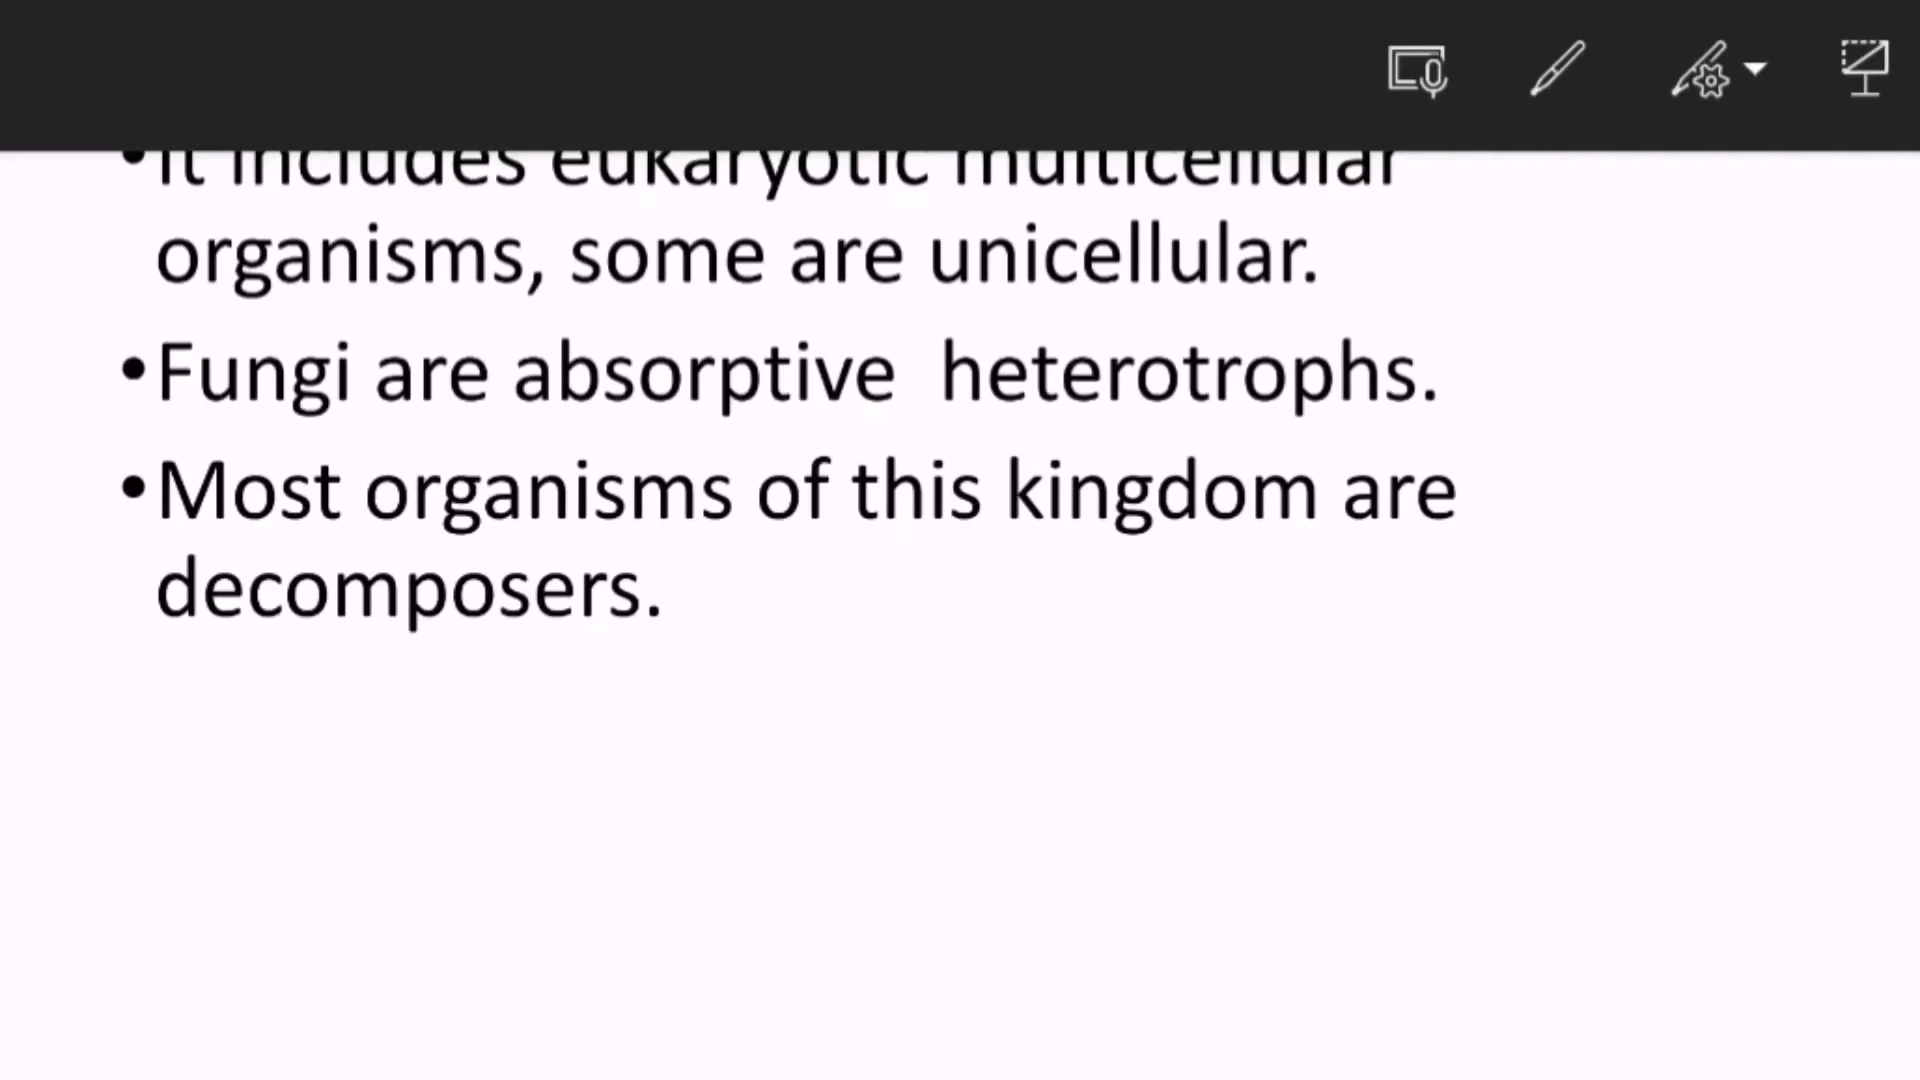 •It includes eukaryotic multicellular
organisms, some are unicellular.
•Fungi are absorptive  heterotrophs.
•Most organisms of this kingdom are
decomposers.